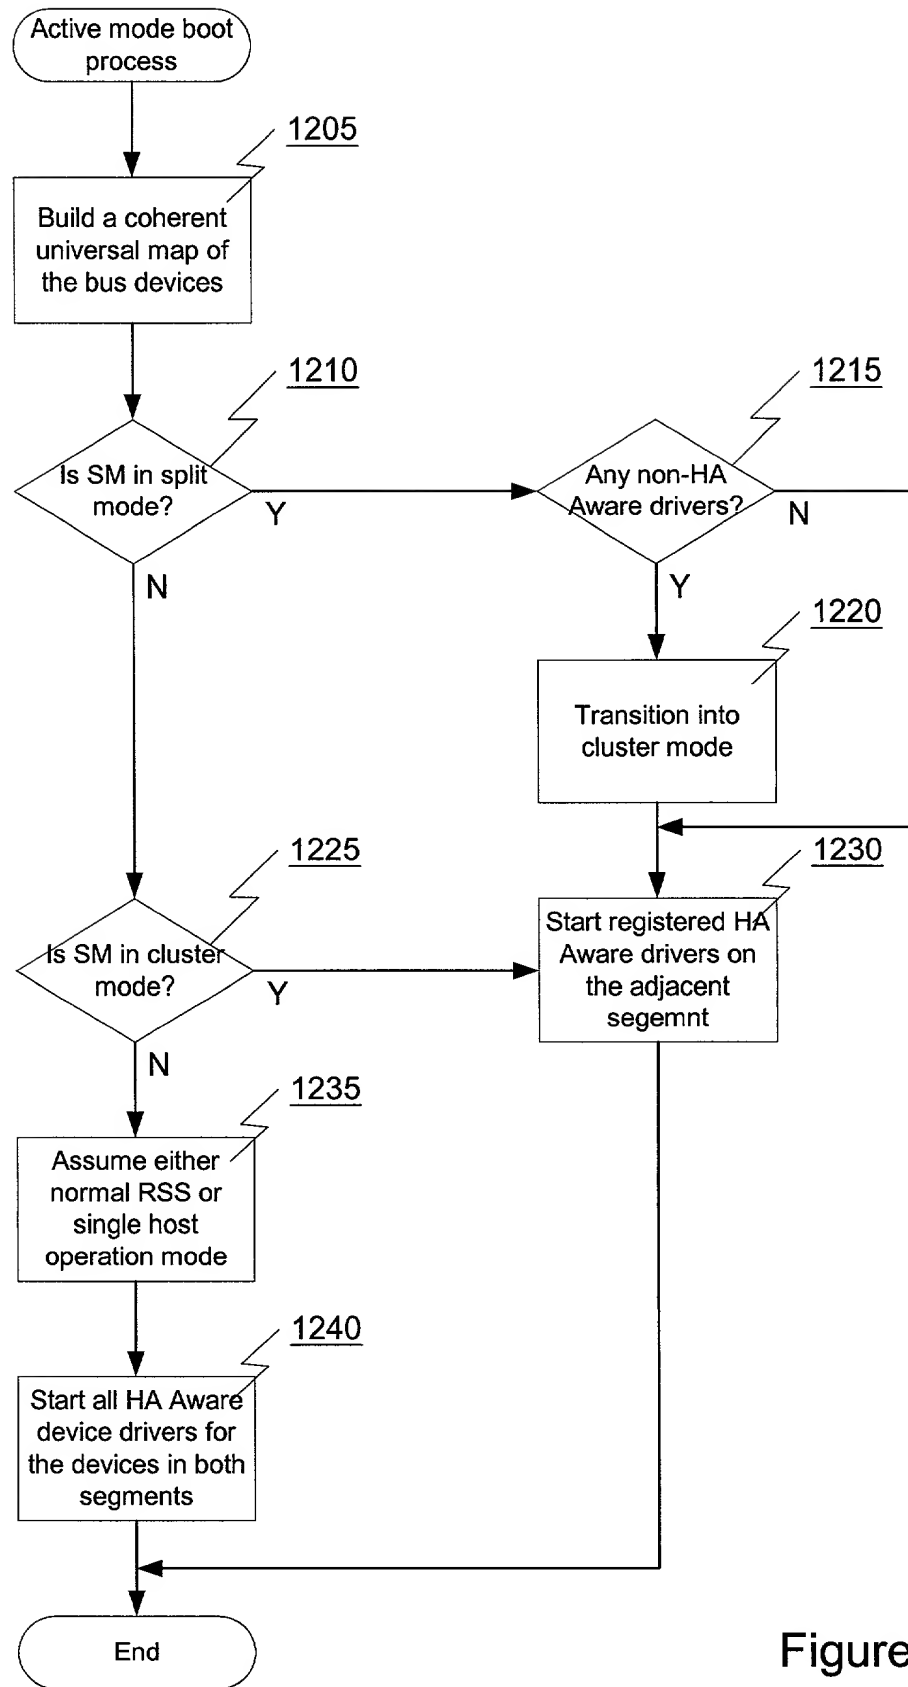 Active mode boot
process
1205
Build a coherent
universal map of
the bus devices
1210
1215
Is SM in split
mode?
Y
Any non-HA
Aware drivers?
N
N
Y
1220
Transition into
cluster mode
1225
1230
Is SM in cluster
mode?
Y
Start registered HA
Aware drivers on
the adjacent
segemnt
N
1235
Assume either
normal RSS or
single host
operation mode
1240
Start all HA Aware
device drivers for
the devices in both
segments
End
Figure